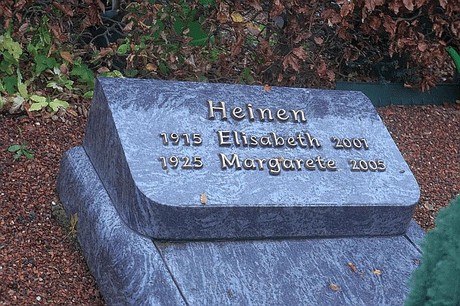 Heinen
1915 Elisabeth 2001
1925 Margarete 2005